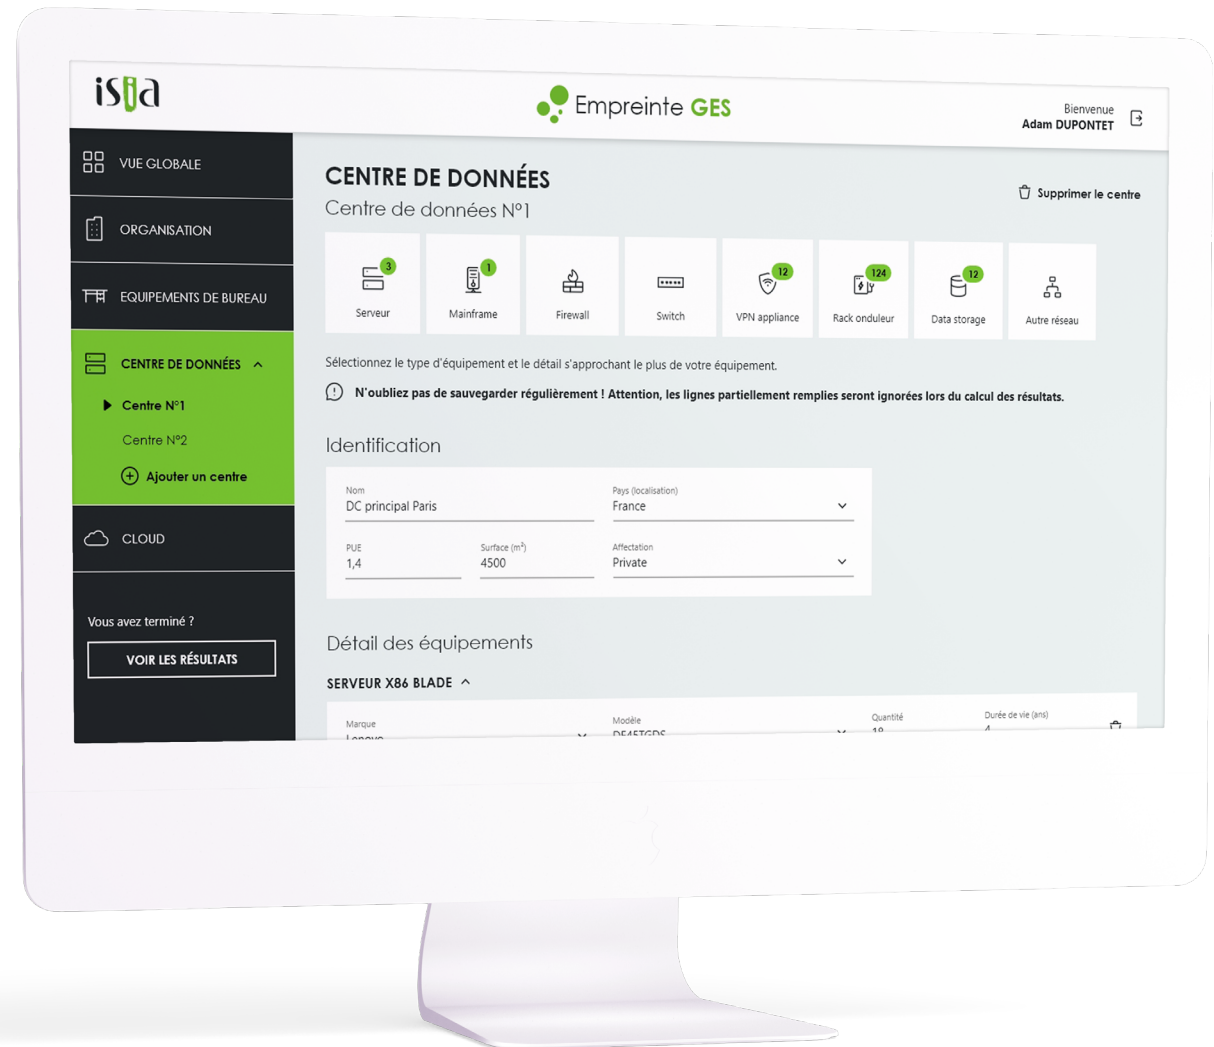 isia
Empreinte GES
Bienvenue
Adam DUPONTET
VUE GLOBALE
ORGANISATION
EQUIPEMENTS DE BUREAU
CENTRE DE DONNÉES
Centre N°1
Centre N°2
Ajouter un centre
CLOUD
Vous avez terminé ?
VOIR LES RÉSULTATS
CENTRE DE DONNÉES
Centre de données N°1
Supprimer le centre
3
Serveur
1
Mainframe
Firewall
Switch
12
VPN appliance
124
Rack onduleur
12
Data storage
Autre réseau
Sélectionnez le type d'équipement et le détail s'approchant le plus de votre équipement.
N'oubliez pas de sauvegarder régulièrement ! Attention, les lignes partiellement remplies seront ignorées lors du calcul des résultats.
Identification
Nom
DC principal Paris
Pays (localisation)
France
PUE
1,4
Surface (m²)
4500
Affectation
Private
Détail des équipements
SERVEUR X86 BLADE
Marque
Lenovo
Modèle
Quantité
18
Durée de vie (ans)
4